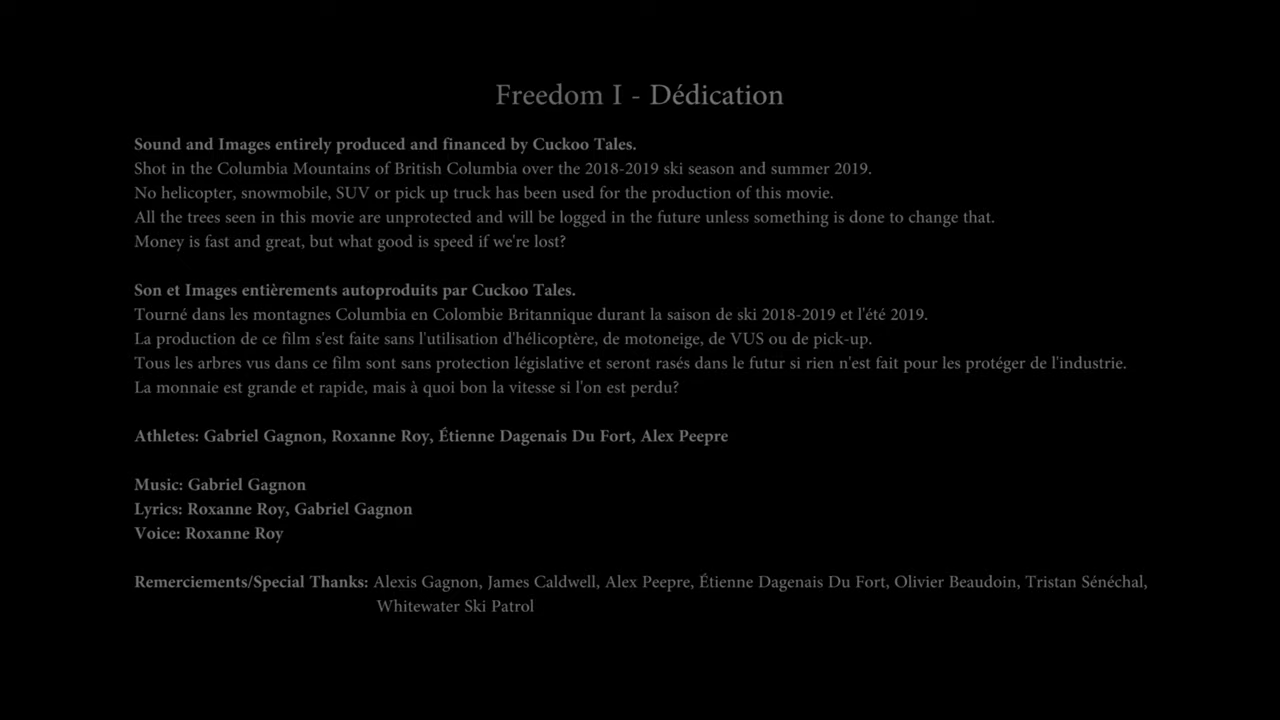 Freedom I - Dédication
Sound and Images entirely produced and financed by Cuckoo Tales.
Shot in the Columbia Mountains of British Columbia over the 2018-2019 ski season and summer 2019.
No helicopter, snowmobile, SUV or pick up truck has been used for the production of this movie.
All the trees seen in this movie are unprotected and will be logged in the future unless something is done to change that.
Money is fast and great, but what good is speed if we're lost?
Son et Images entièrements autoproduits par Cuckoo Tales.
Tourné dans les montagnes Columbia en Colombie Britannique durant la saison de ski 2018-2019 et l'été 2019.
La production de ce film s'est faite sans l'utilisation d'hélicoptère, de motoneige, de VUS ou de pick-up.
Tous les arbres vus dans ce film sont sans protection législative et seront rasés dans le futur si rien n'est fait pour les protéger de l'industrie.
La monnaie est grande et rapide, mais à quoi bon la vitesse si l'on est perdu?
Athletes: Gabriel Gagnon, Roxanne Roy, Étienne Dagenais Du Fort, Alex Peepre
Music: Gabriel Gagnon
Lyrics: Roxanne Roy, Gabriel Gagnon
Voice: Roxanne Roy
Remerciements/Special Thanks: Alexis Gagnon, James Caldwell, Alex Peepre, Étienne Dagenais Du Fort, Olivier Beaudoin, Tristan Sénéchal,
Whitewater Ski Patrol